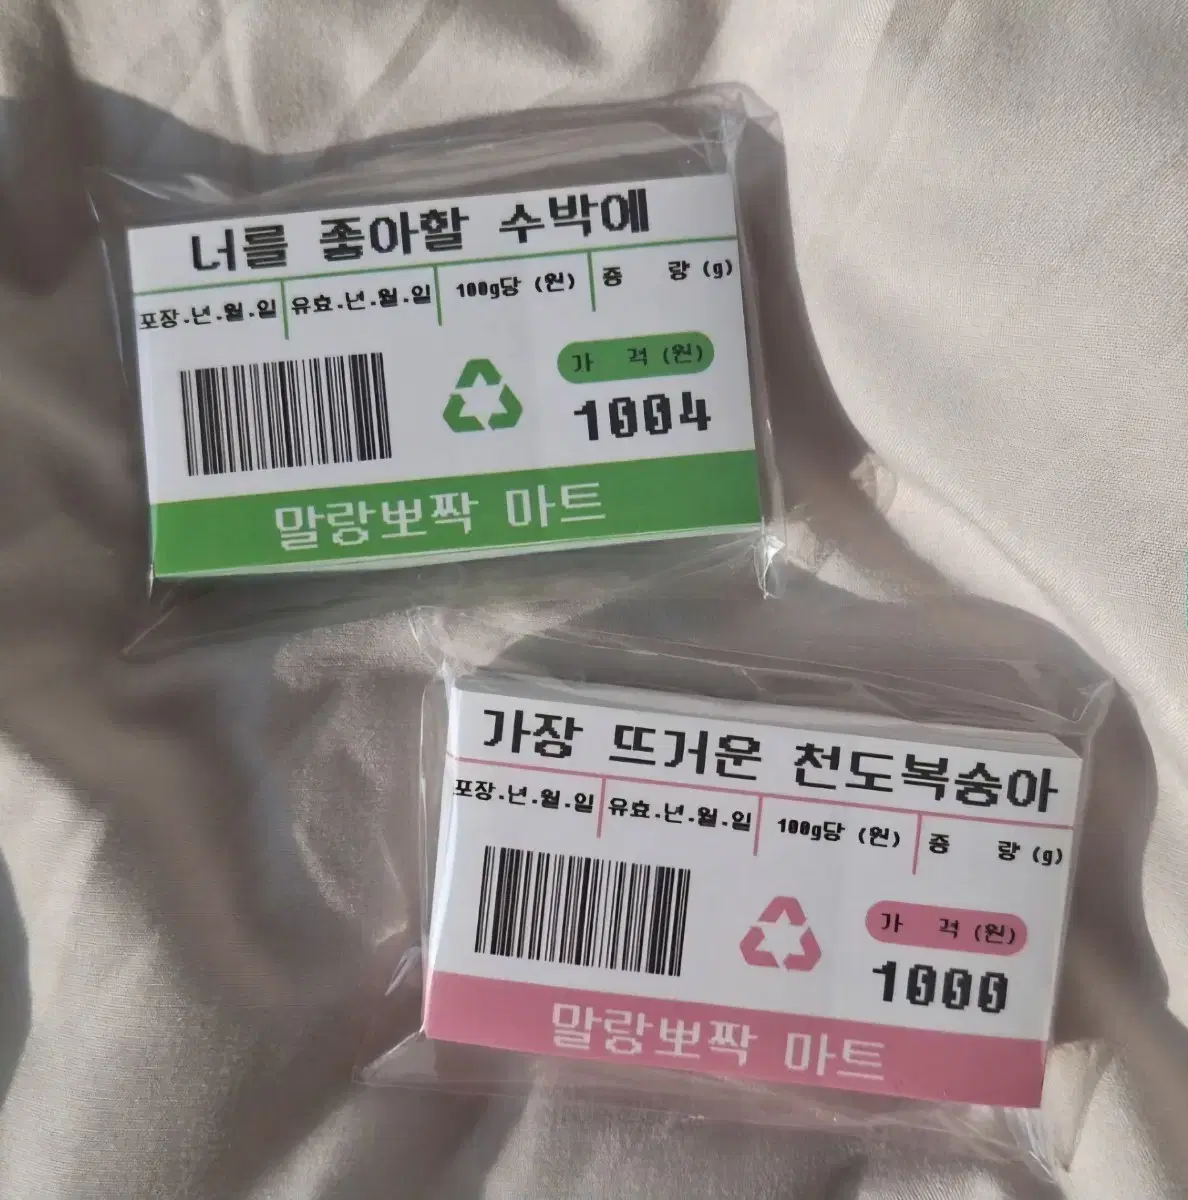 너를 좋아할 수박에
포장.년.월.일 유효.년.월.일 100g당 (원) 중 량 (g)
가 격 (원)
1004
말랑뽀짝 마트
가장 뜨거운 천도복숭아
포장.년.월.일 유효.년.월.일 100g당 (원) 중 량 (g)
가 격 (원)
1000
말랑뽀짝 마트